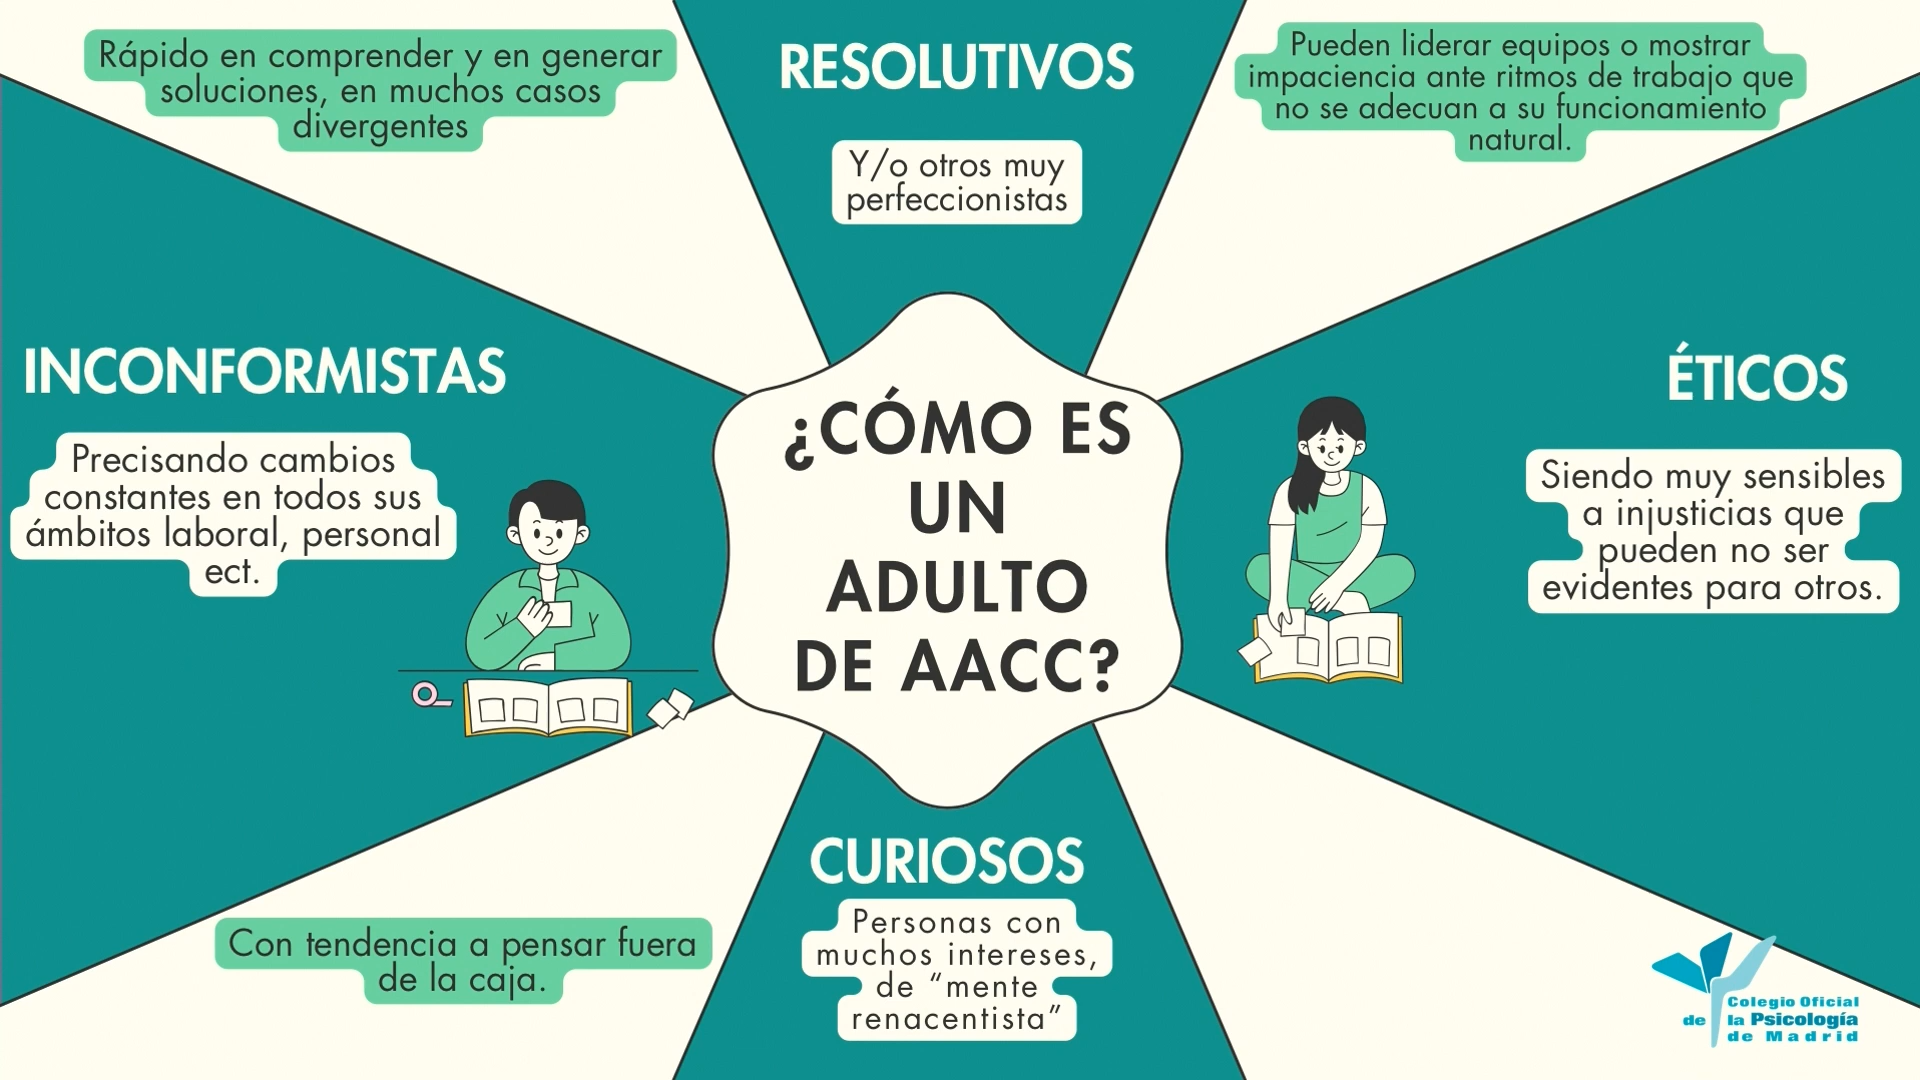 Rápido en comprender y en generar
soluciones, en muchos casos
divergentes
RESOLUTIVOS
Y/o otros muy
perfeccionistas
Pueden liderar equipos o mostrar
impaciencia ante ritmos de trabajo que
no se adecuan a su funcionamiento
natural.
INCONFORMISTAS
Precisando cambios
constantes en todos sus
ámbitos laboral, personal
ect.
¿CÓMO ES
UN
ADULTO
DE AACC?
ÉTICOS
Siendo muy sensibles
a injusticias que
pueden no ser
evidentes para otros.
Con tendencia a pensar fuera
de la caja.
CURIOSOS
Personas con
muchos intereses,
de “mente
renacentista”
Colegio Oficial
de la Psicología
de Madrid